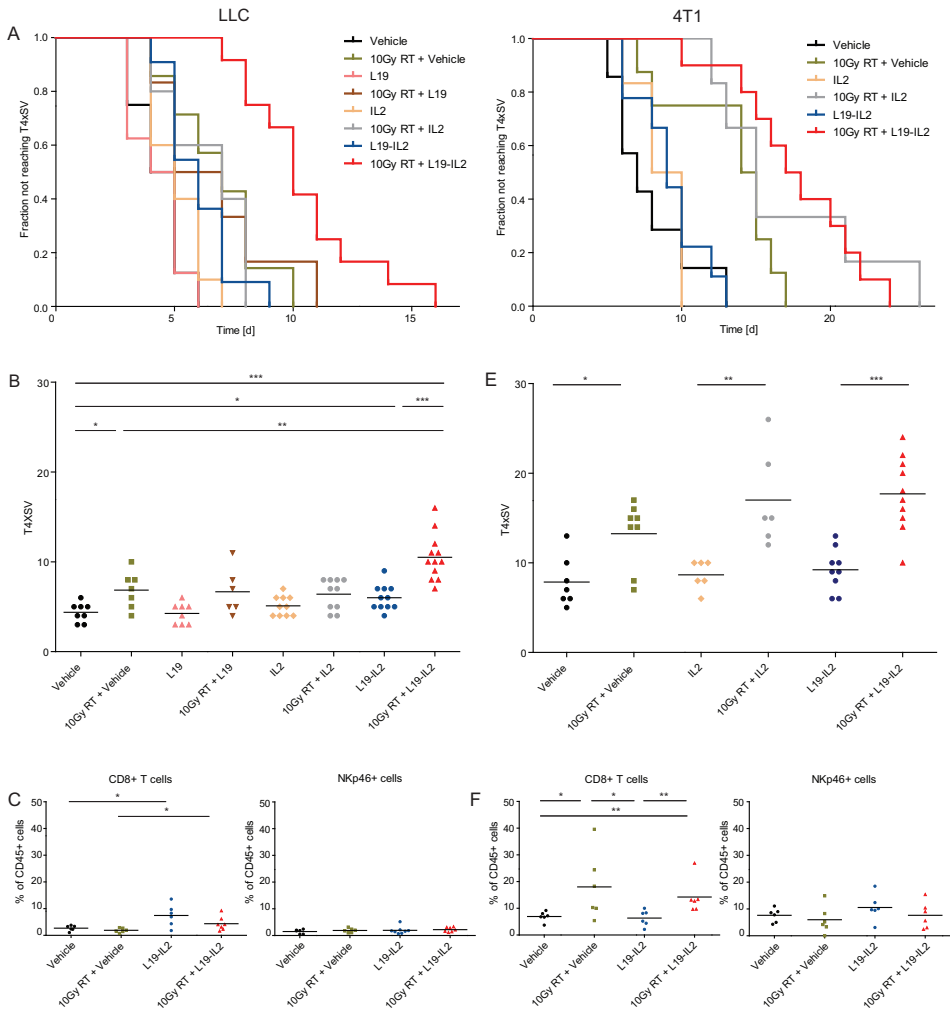 LLC
4T1
A
Fraction not reaching T4xSV
1.0
0.8
0.6
0.4
0.2
0.0
0
5
10
15
Time [d]
Vehicle
10Gy RT + Vehicle
L19
10Gy RT + L19
IL2
10Gy RT + IL2
L19-IL2
10Gy RT + L19-IL2
Fraction not reaching T4xSV
1.0
0.8
0.6
0.4
0.2
0.0
0
10
20
Time [d]
Vehicle
10Gy RT + Vehicle
IL2
10Gy RT + IL2
L19-IL2
10Gy RT + L19-IL2
B
T4XSV
30
20
10
0
***
*
***
*
**
Vehicle
10Gy RT + Vehicle
L19
10Gy RT + L19
IL2
10Gy RT + IL2
L19-IL2
10Gy RT + L19-IL2
E
T4xSV
30
20
10
0
*
**
***
Vehicle
10Gy RT + Vehicle
IL2
10Gy RT + IL2
L19-IL2
10Gy RT + L19-IL2
C
CD8+ T cells
% of CD45+ cells
50
40
30
20
10
0
*
*
Vehicle
10Gy RT + Vehicle
L19-IL2
10Gy RT + L19-IL2
NKp46+ cells
% of CD45+ cells
50
40
30
20
10
0
Vehicle
10Gy RT + Vehicle
L19-IL2
10Gy RT + L19-IL2
F
CD8+ T cells
% of CD45+ cells
50
40
30
20
10
0
*
*
**
**
Vehicle
10Gy RT + Vehicle
L19-IL2
10Gy RT + L19-IL2
NKp46+ cells
% of CD45+ cells
50
40
30
20
10
0
Vehicle
10Gy RT + Vehicle
L19-IL2
10Gy RT + L19-IL2